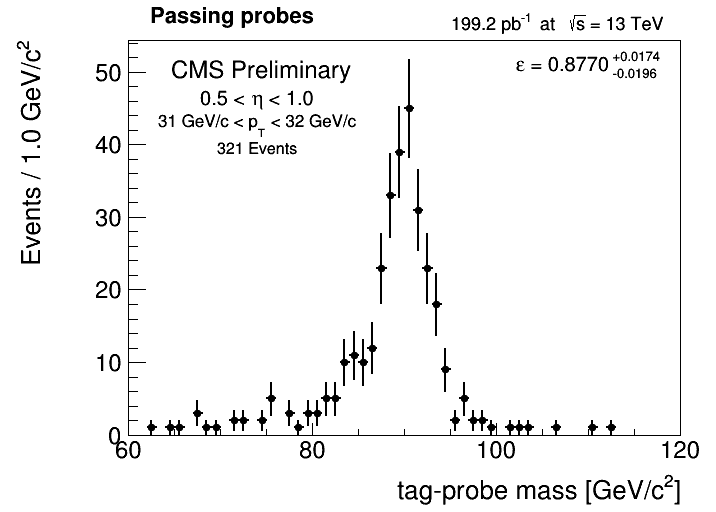 Passing probes
199.2 pb⁻¹ at √s = 13 TeV
CMS Preliminary
0.5 < η < 1.0
31 GeV/c < p_T < 32 GeV/c
321 Events
ε = 0.8770 +0.0174 -0.0196
Events / 1.0 GeV/c²
50
40
30
20
10
0
60 80 100 120
tag-probe mass [GeV/c²]